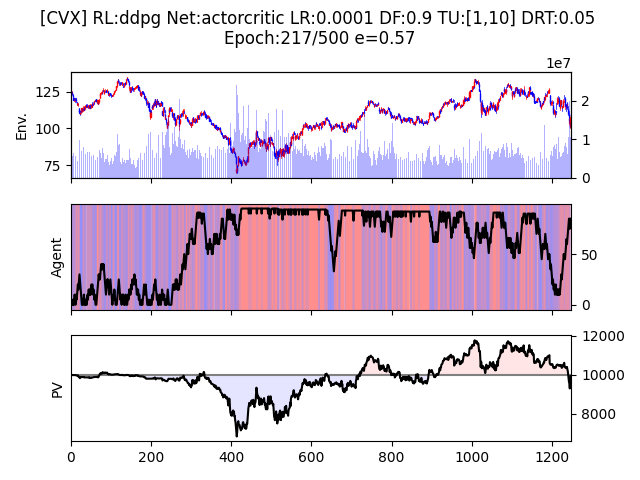 [CVX] RL:ddpg Net:actorcritic LR:0.0001 DF:0.9 TU:[1,10] DRT:0.05
Epoch:217/500 e=0.57
1e7
Env.
125
100
75
2
1
0
Agent
50
0
PV
12000
10000
8000
0 200 400 600 800 1000 1200